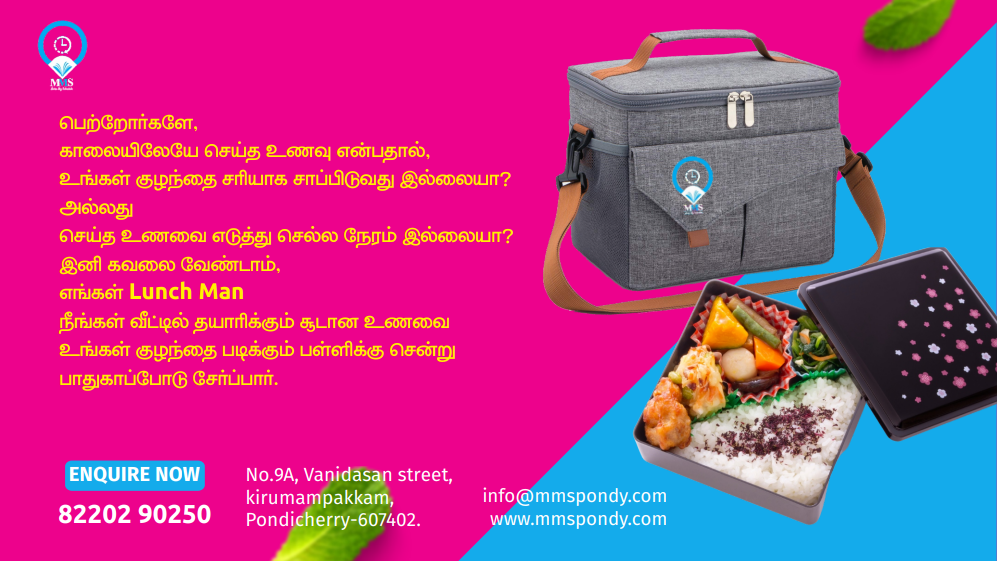 MMS
பெற்றோர்களே,
காலையிலேயே செய்த உணவு என்பதால்,
உங்கள் குழந்தை சரியாக சாப்பிடுவது இல்லையா?
அல்லது
செய்த உணவை எடுத்து செல்ல நேரம் இல்லையா?
இனி கவலை வேண்டாம்,
எங்கள் Lunch Man
நீங்கள் வீட்டில் தயாரிக்கும் சூடான உணவை
உங்கள் குழந்தை படிக்கும் பள்ளிக்கு சென்று
பாதுகாப்போடு சேர்ப்பார்.
MMS
ENQUIRE NOW
82202 90250
No.9A, Vanidasan street,
kirumampakkam,
Pondicherry-607402.
info@mmspondy.com
www.mmspondy.com